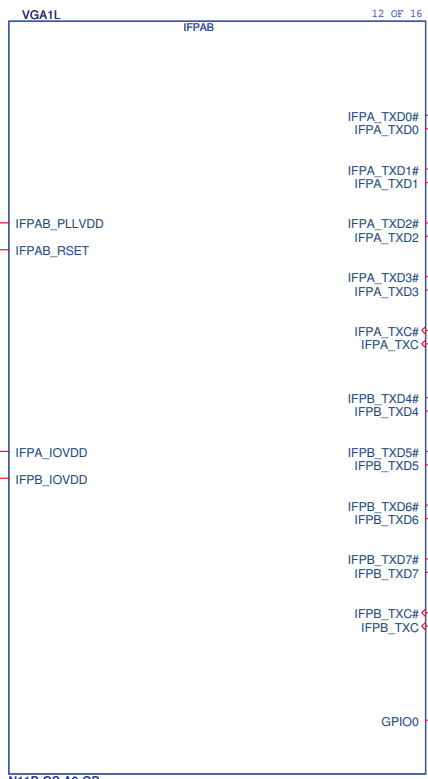 VGA1L
12 OF 16
IFPAB
IFPA_TXD0#
IFPA_TXD0
IFPA_TXD1#
IFPA_TXD1
IFPAB_PLLVDD
IFPA_TXD2#
IFPA_TXD2
IFPAB_RSET
IFPA_TXD3#
IFPA_TXD3
IFPA_TXC#
IFPA_TXC
IFPB_TXD4#
IFPB_TXD4
IFPA_IOVDD
IFPB_TXD5#
IFPB_TXD5
IFPB_IOVDD
IFPB_TXD6#
IFPB_TXD6
IFPB_TXD7#
IFPB_TXD7
IFPB_TXC#
IFPB_TXC
GPIO0